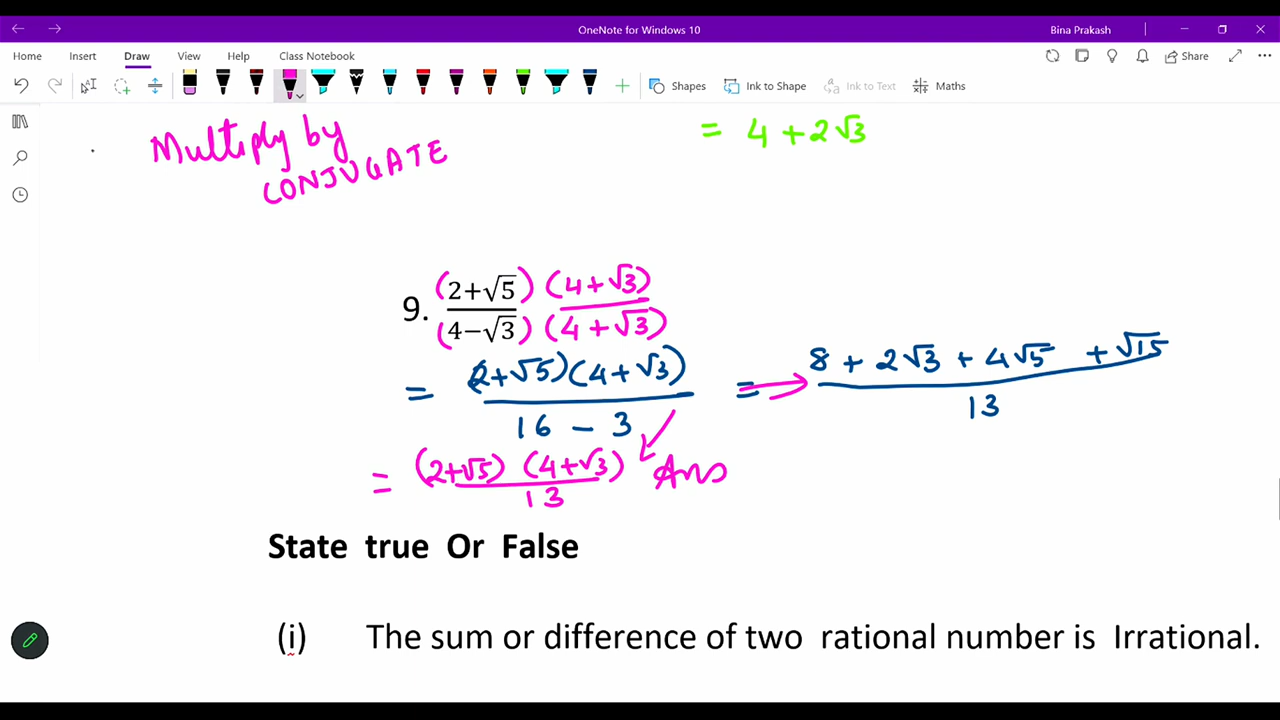 OneNote for Windows 10
Bina Prakash
Home Insert Draw View Help Class Notebook
Share
Shapes Ink to Shape Ink to Text Maths
Multiply by
CONJUGATE
= 4 + 2√3
9. (2+√5) (4+√3)
(4−√3) (4+√3)
= (2+√5)(4+√3) = 8 + 2√3 + 4√5 + √15
16 − 3 13
= (2+√5) (4+√3) Ans
13
State true Or False
(i) The sum or difference of two rational number is Irrational.